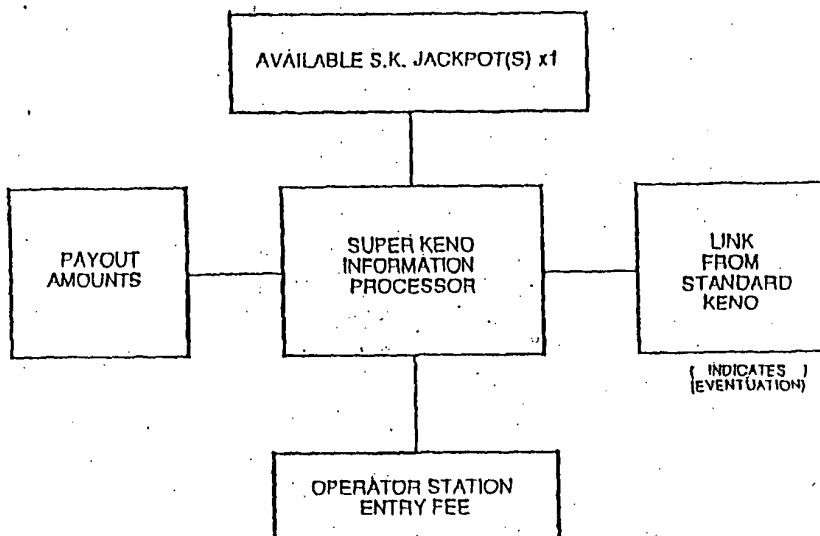 AVAILABLE S.K. JACKPOT(S) x1
PAYOUT
AMOUNTS
SUPER KENO
INFORMATION
PROCESSOR
LINK
FROM
STANDARD
KENO
( INDICATES )
(EVENTUATION)
OPERATOR STATION
ENTRY FEE